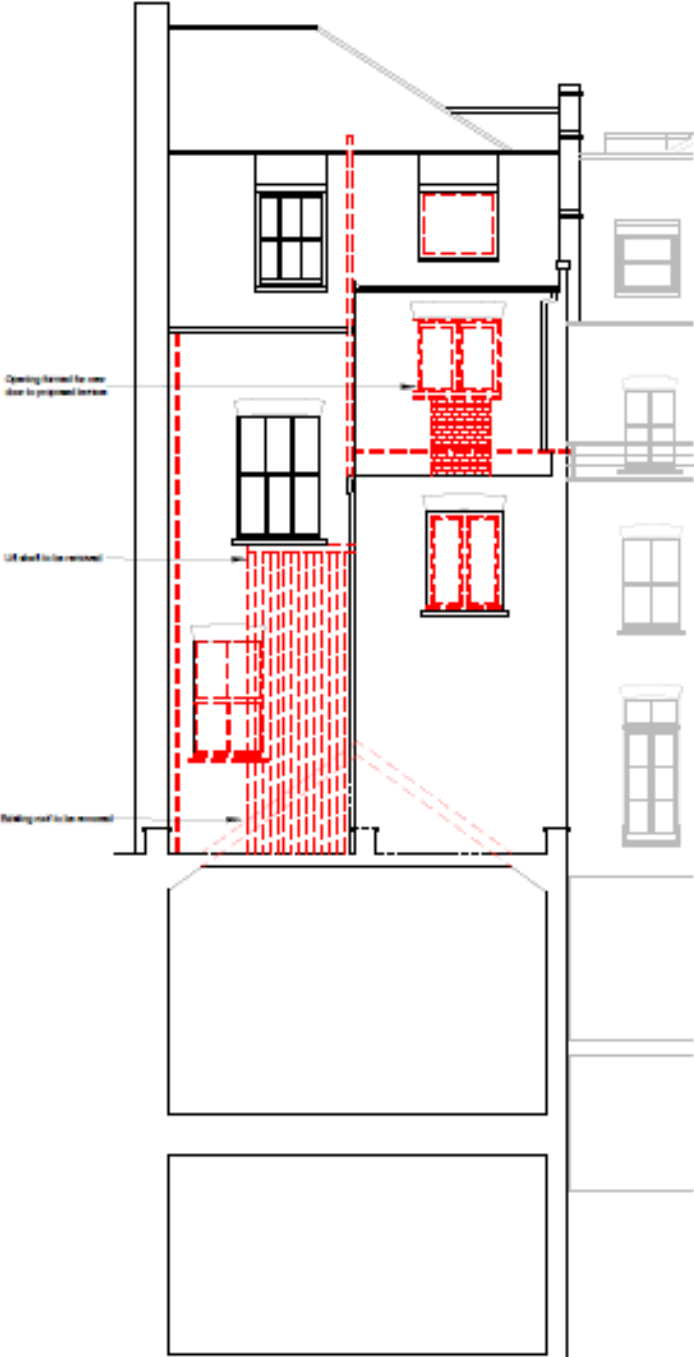 Opening formed for new
door to proposed terrace
Lift shaft to be removed
Existing roof to be removed